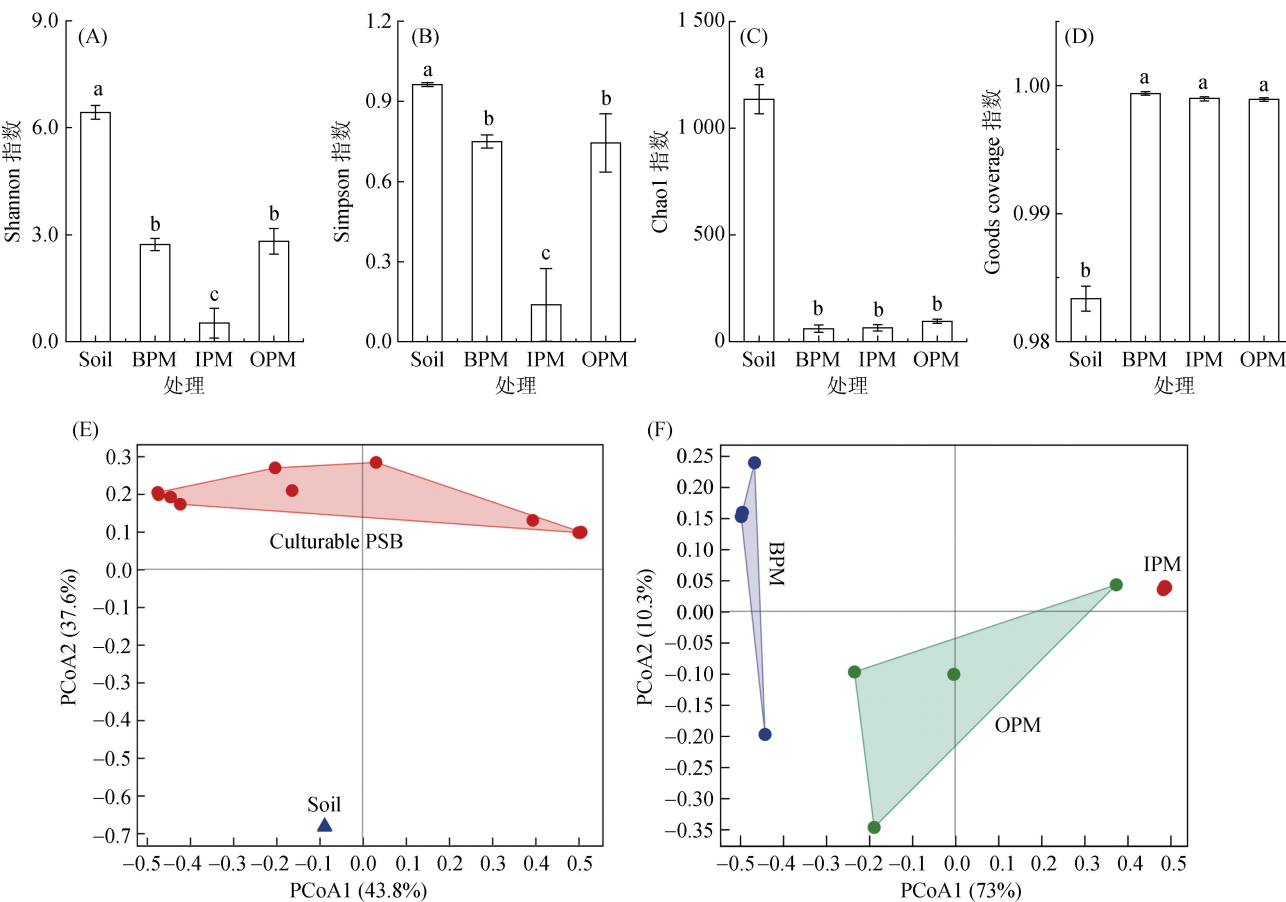 (A)
9.0
6.0
3.0
0.0
Shannon 指数
a
b
c
b
Soil BPM IPM OPM
处理
(B)
1.2
0.9
0.6
0.3
0.0
Simpson 指数
a
b
c
b
Soil BPM IPM OPM
处理
(C)
1 500
1 000
500
0
Chao1 指数
a
b
b
b
Soil BPM IPM OPM
处理
(D)
1.00
0.99
0.98
Goods coverage 指数
b
a
a
a
Soil BPM IPM OPM
处理
(E)
0.3
0.2
0.1
0.0
–0.1
–0.2
–0.3
–0.4
–0.5
–0.6
–0.7
PCoA2 (37.6%)
Culturable PSB
Soil
–0.5 –0.4 –0.3 –0.2 –0.1 0.0 0.1 0.2 0.3 0.4 0.5
PCoA1 (43.8%)
(F)
0.25
0.20
0.15
0.10
0.05
0.00
–0.05
–0.10
–0.15
–0.20
–0.25
–0.30
–0.35
PCoA2 (10.3%)
BPM
IPM
OPM
–0.5 –0.4 –0.3 –0.2 –0.1 0.0 0.1 0.2 0.3 0.4 0.5
PCoA1 (73%)